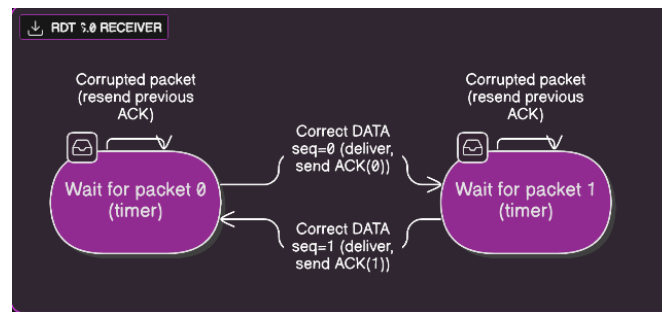 RDT 3.0 RECEIVER
Corrupted packet
(resend previous
ACK)
Corrupted packet
(resend previous
ACK)
Correct DATA
seq=0 (deliver,
send ACK(0))
Wait for packet 0
(timer)
Wait for packet 1
(timer)
Correct DATA
seq=1 (deliver,
send ACK(1))